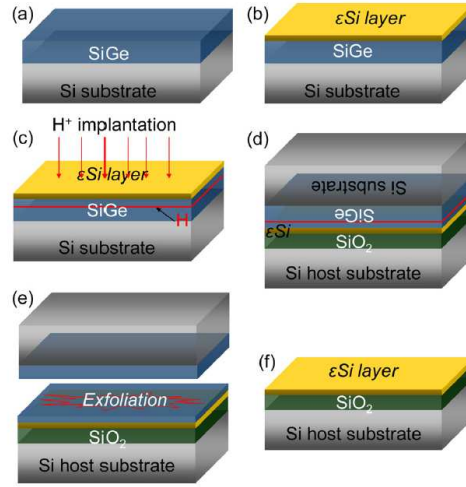 (a)
SiGe
Si substrate
(b)
εSi layer
SiGe
Si substrate
(c)
H⁺ implantation
εSi layer
SiGe
H
Si substrate
(d)
Si substrate
SiGe
εSi
SiO₂
Si host substrate
(e)
Exfoliation
SiO₂
Si host substrate
(f)
εSi layer
SiO₂
Si host substrate